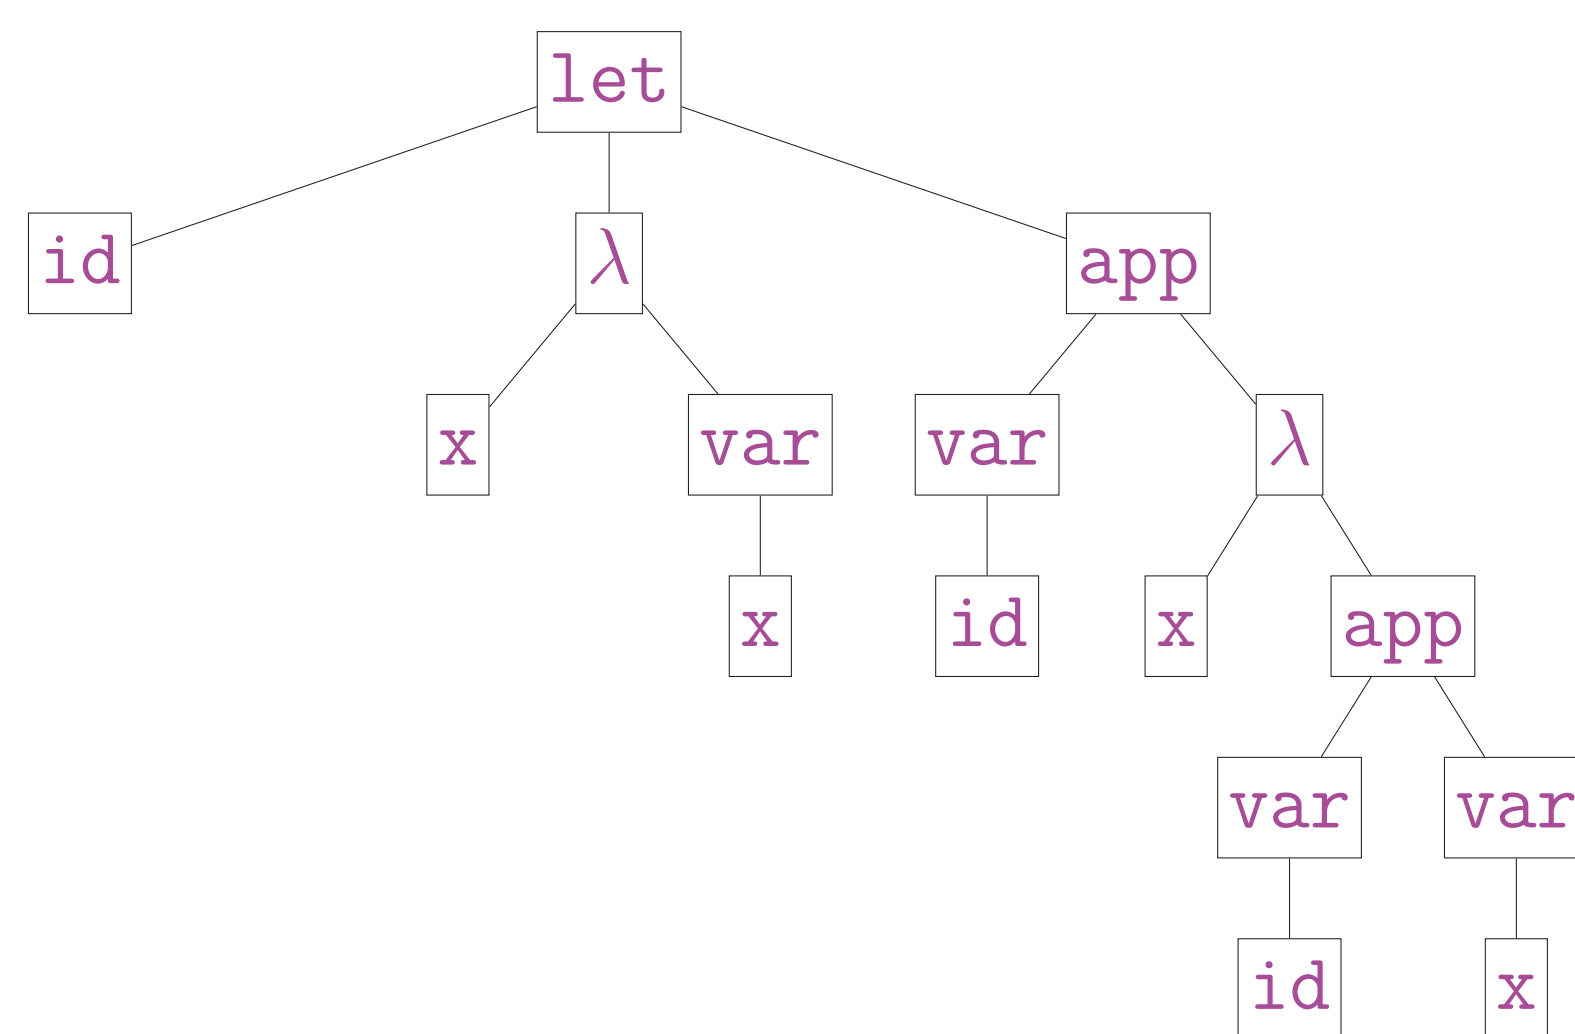 let
id λ app
x var var λ
x id x app
var var
id x